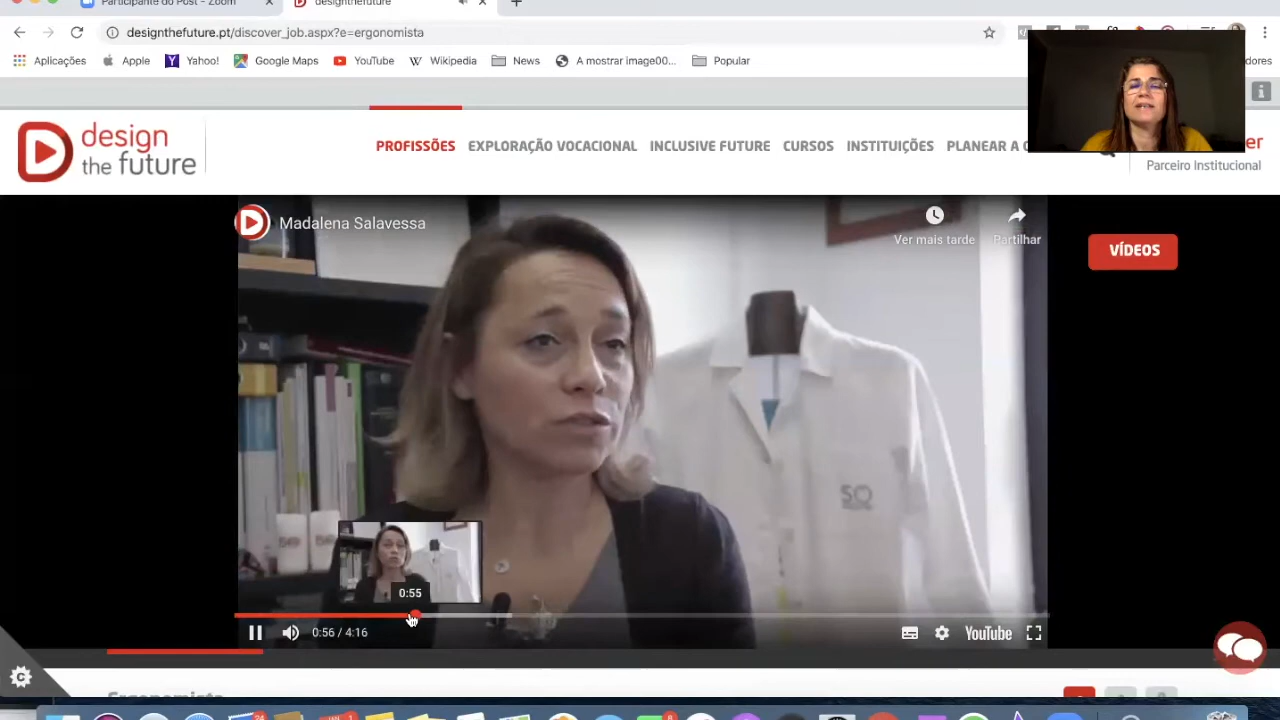 Participante do Post - Zoom
designthefuture
designthefuture.pt/discover_job.aspx?e=ergonomista
Aplicações Apple Yahoo! Google Maps YouTube Wikipedia News A mostrar image00... Popular
design
the future
PROFISSÕES EXPLORAÇÃO VOCACIONAL INCLUSIVE FUTURE CURSOS INSTITUIÇÕES PLANEAR A
Parceiro Institucional
Madalena Salavessa
Ver mais tarde Partilhar
VÍDEOS
0:55
0:56 / 4:16
YouTube
Ergonomista